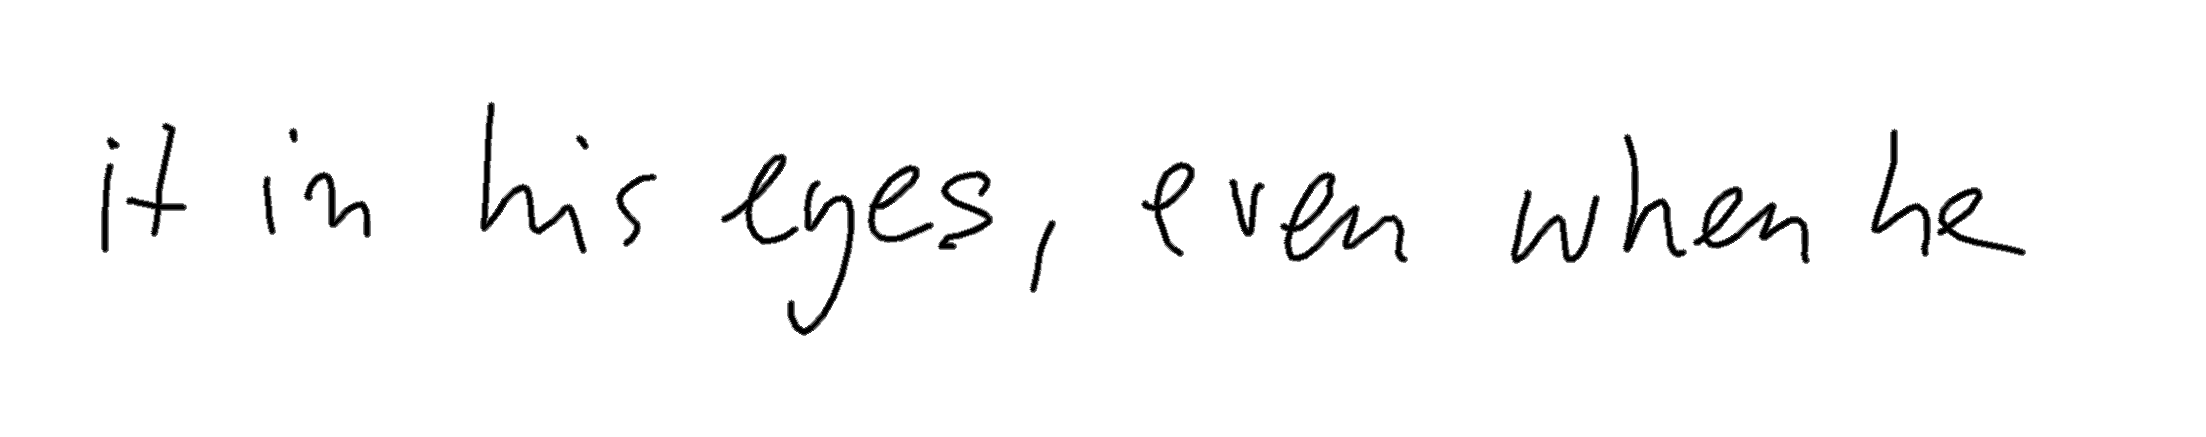 it in his eyes, even when he